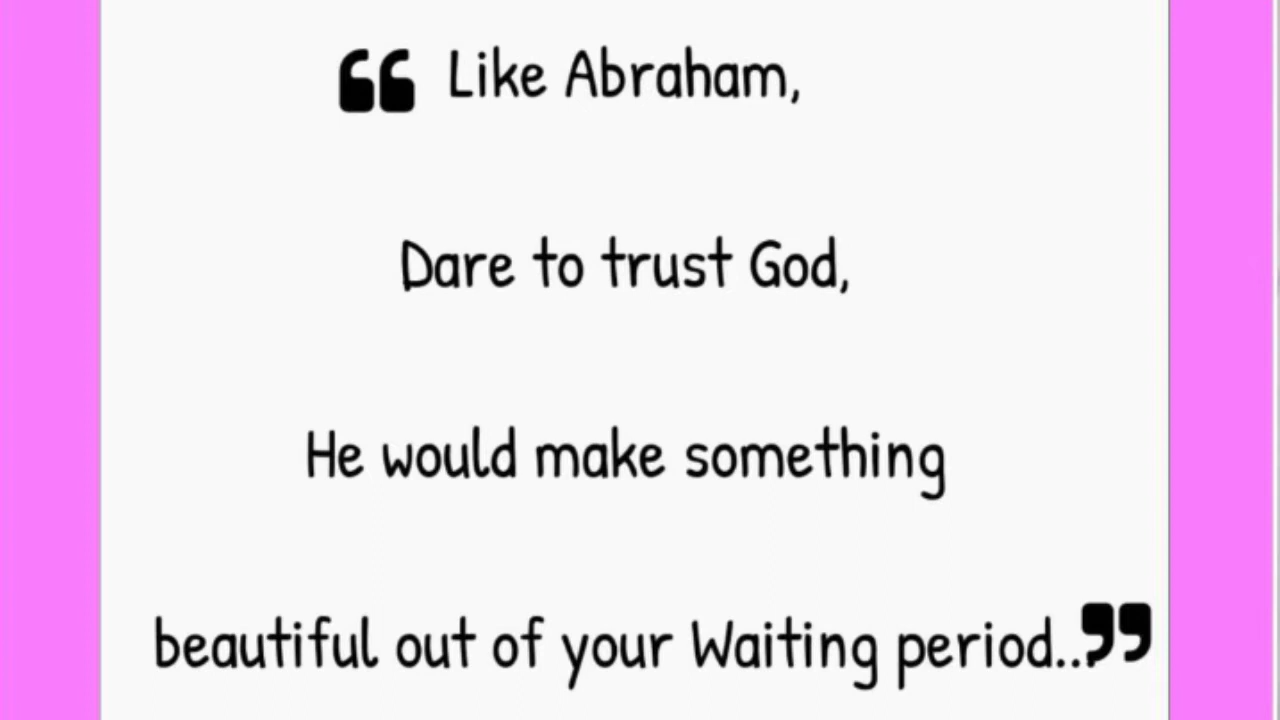 ❝ Like Abraham,
Dare to trust God,
He would make something
beautiful out of your Waiting period...❞